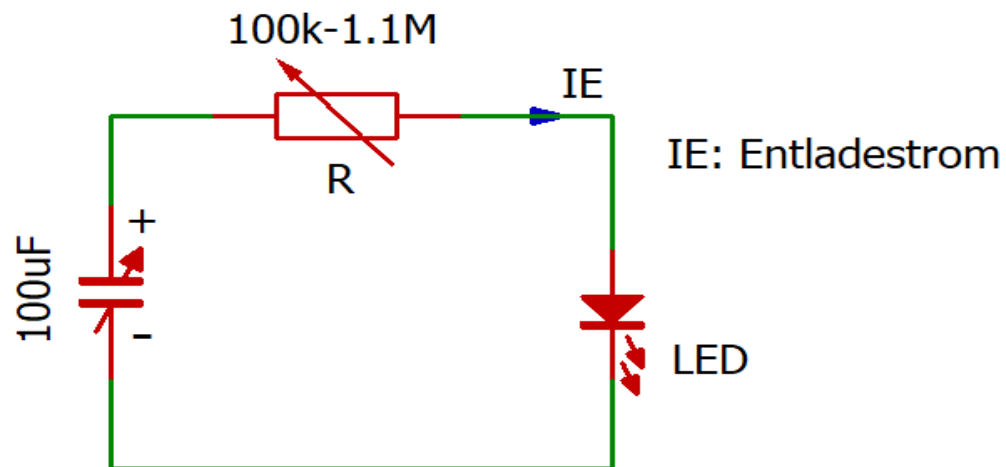 100k-1.1M
IE
IE: Entladestrom
R
+
100uF
-
LED